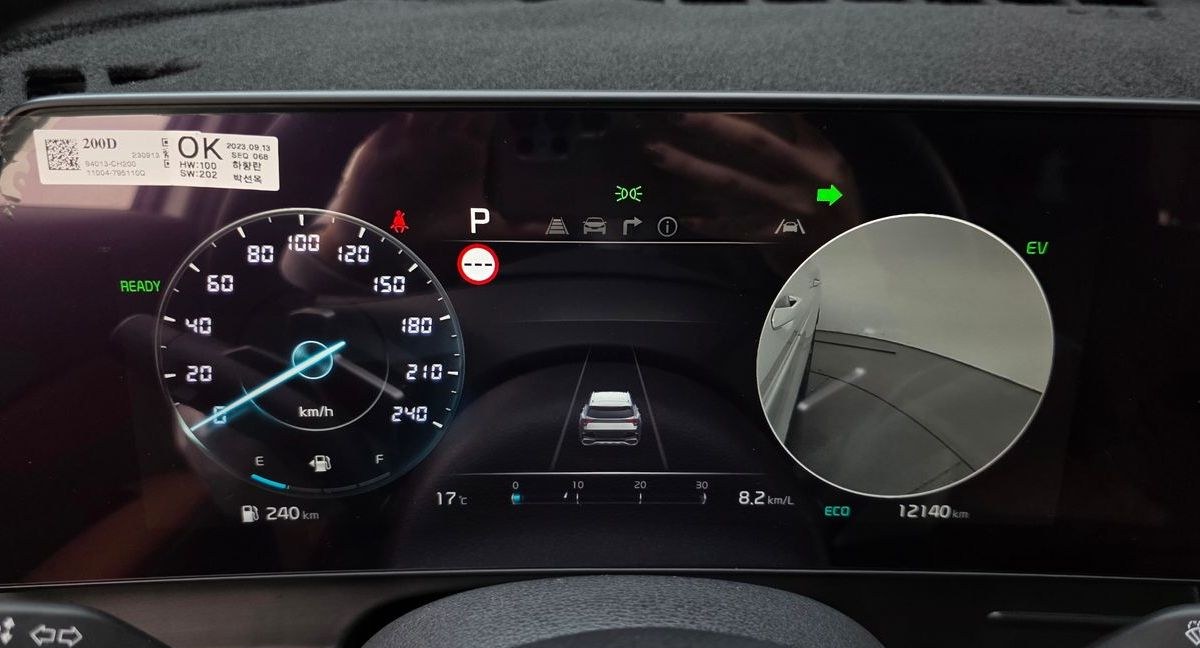 200D
230913
94013-CH200
11004-795110Q
OK
HW:100
SW:202
2023.09.13
SEQ 068
하향란
박선옥
READY
P
---
EV
0
20
40
60
80
100
120
150
180
210
240
km/h
E
F
240 km
17°c
0 10 20 30
8.2 km/L
ECO
12140 km